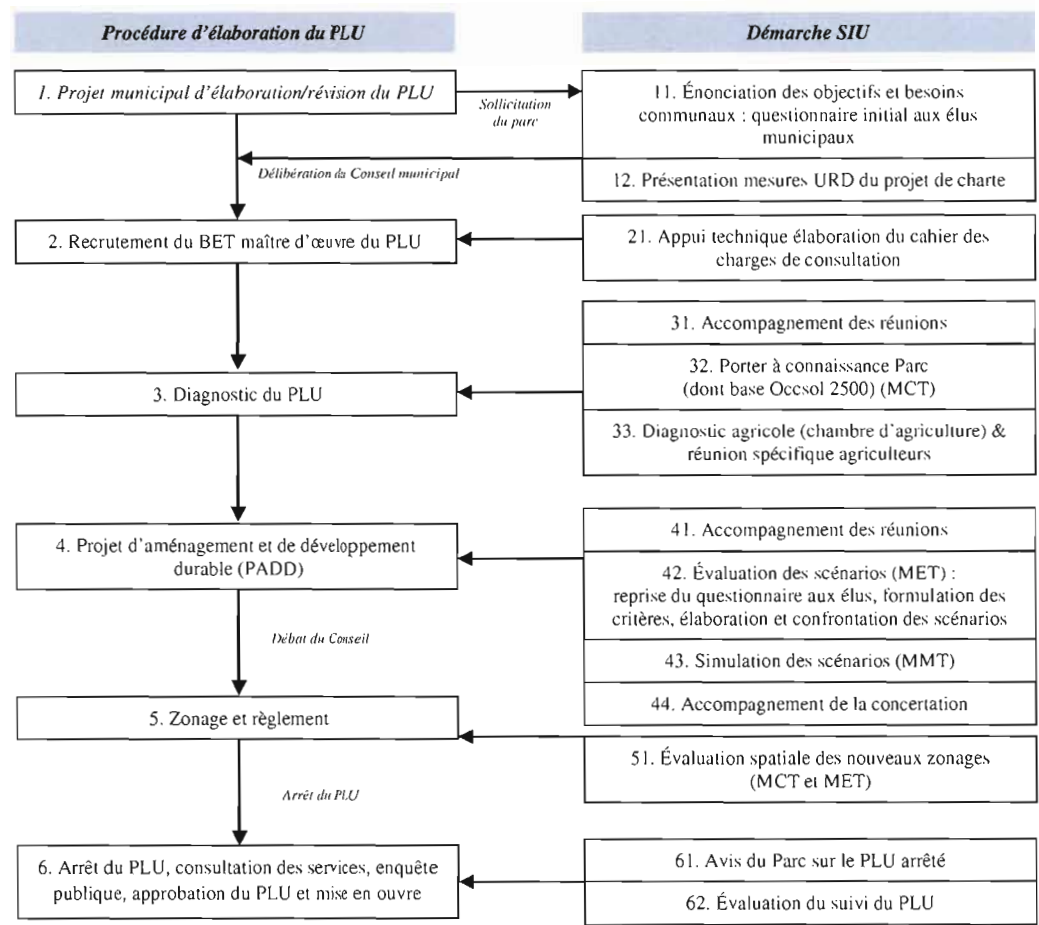 Procédure d'élaboration du PLU
Démarche SIU
1. Projet municipal d'élaboration/révision du PLU
Sollicitation
du parc
11. Énonciation des objectifs et besoins
communaux : questionnaire initial aux élus
municipaux
Délibération du Conseil municipal
12. Présentation mesures URD du projet de charte
2. Recrutement du BET maître d'œuvre du PLU
21. Appui technique élaboration du cahier des
charges de consultation
31. Accompagnement des réunions
3. Diagnostic du PLU
32. Porter à connaissance Parc
(dont base Occsol 2500) (MCT)
33. Diagnostic agricole (chambre d'agriculture) &
réunion spécifique agriculteurs
4. Projet d'aménagement et de développement
durable (PADD)
41. Accompagnement des réunions
42. Évaluation des scénarios (MET) :
reprise du questionnaire aux élus, formulation des
critères, élaboration et confrontation des scénarios
Débat du Conseil
43. Simulation des scénarios (MMT)
44. Accompagnement de la concertation
5. Zonage et règlement
51. Évaluation spatiale des nouveaux zonages
(MCT et MET)
Arrêt du PLU
6. Arrêt du PLU, consultation des services, enquête
publique, approbation du PLU et mise en ouvre
61. Avis du Parc sur le PLU arrêté
62. Évaluation du suivi du PLU